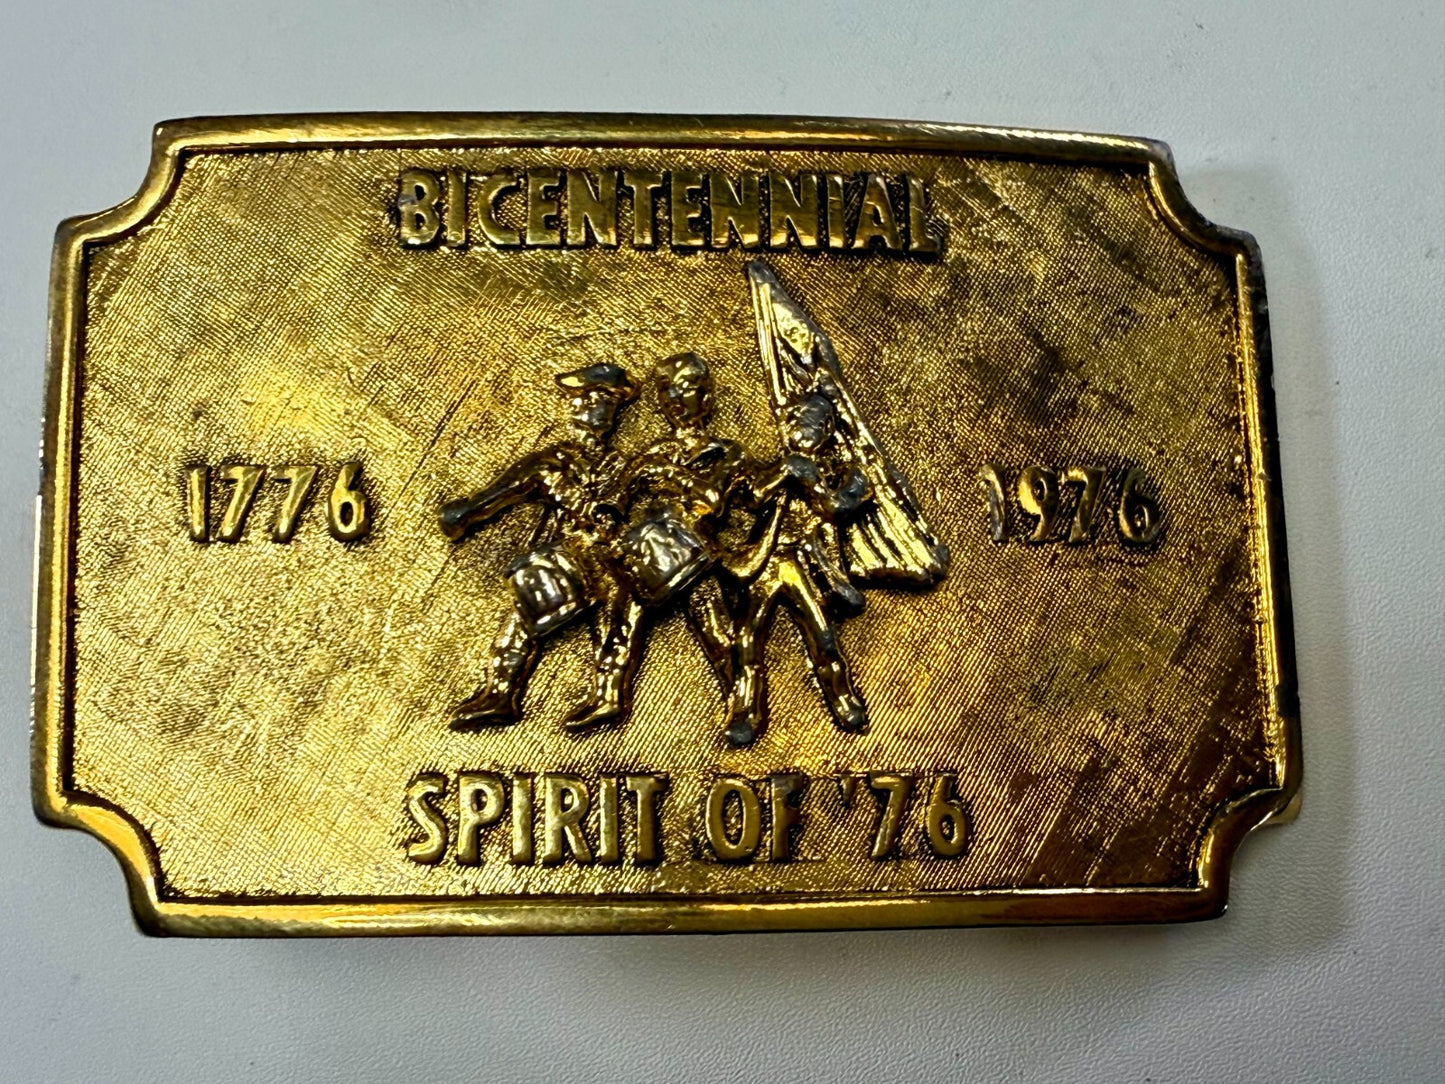 BICENTENNIAL
1776 1976
SPIRIT OF '76